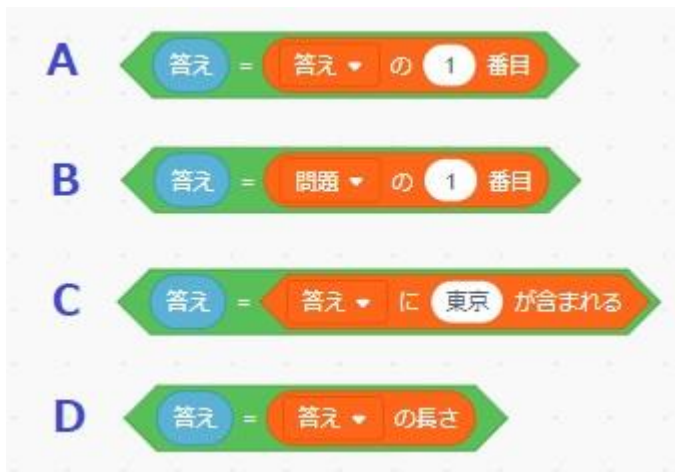 A 答え = 答え の 1 番目
B 答え = 問題 の 1 番目
C 答え = 答え に 東京 が含まれる
D 答え = 答え の長さ